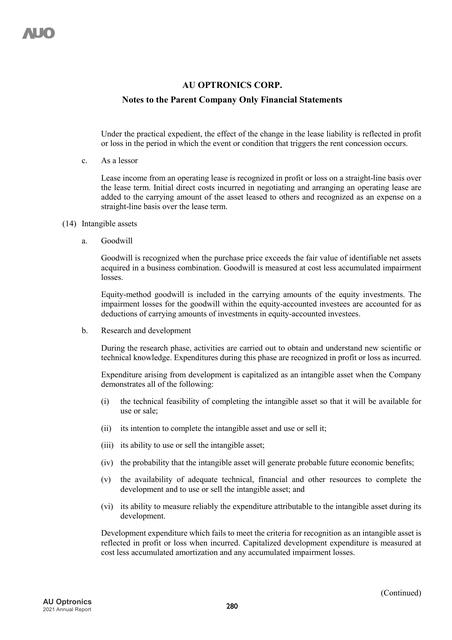 AUO
AU OPTRONICS CORP.
Notes to the Parent Company Only Financial Statements
Under the practical expedient, the effect of the change in the lease liability is reflected in profit
or loss in the period in which the event or condition that triggers the rent concession occurs.
c. As a lessor
Lease income from an operating lease is recognized in profit or loss on a straight-line basis over
the lease term. Initial direct costs incurred in negotiating and arranging an operating lease are
added to the carrying amount of the asset leased to others and recognized as an expense on a
straight-line basis over the lease term.
(14) Intangible assets
a. Goodwill
Goodwill is recognized when the purchase price exceeds the fair value of identifiable net assets
acquired in a business combination. Goodwill is measured at cost less accumulated impairment
losses.
Equity-method goodwill is included in the carrying amounts of the equity investments. The
impairment losses for the goodwill within the equity-accounted investees are accounted for as
deductions of carrying amounts of investments in equity-accounted investees.
b. Research and development
During the research phase, activities are carried out to obtain and understand new scientific or
technical knowledge. Expenditures during this phase are recognized in profit or loss as incurred.
Expenditure arising from development is capitalized as an intangible asset when the Company
demonstrates all of the following:
(i) the technical feasibility of completing the intangible asset so that it will be available for
use or sale;
(ii) its intention to complete the intangible asset and use or sell it;
(iii) its ability to use or sell the intangible asset;
(iv) the probability that the intangible asset will generate probable future economic benefits;
(v) the availability of adequate technical, financial and other resources to complete the
development and to use or sell the intangible asset; and
(vi) its ability to measure reliably the expenditure attributable to the intangible asset during its
development.
Development expenditure which fails to meet the criteria for recognition as an intangible asset is
reflected in profit or loss when incurred. Capitalized development expenditure is measured at
cost less accumulated amortization and any accumulated impairment losses.
(Continued)
AU Optronics
2021 Annual Report
280